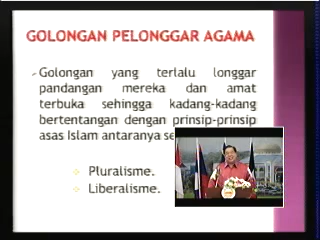 GOLONGAN PELONGGAR AGAMA
Golongan yang terlalu longgar
pandangan mereka dan amat
terbuka sehingga kadang-kadang
bertentangan dengan prinsip-prinsip
asas Islam antaranya
Pluralisme.
Liberalisme.